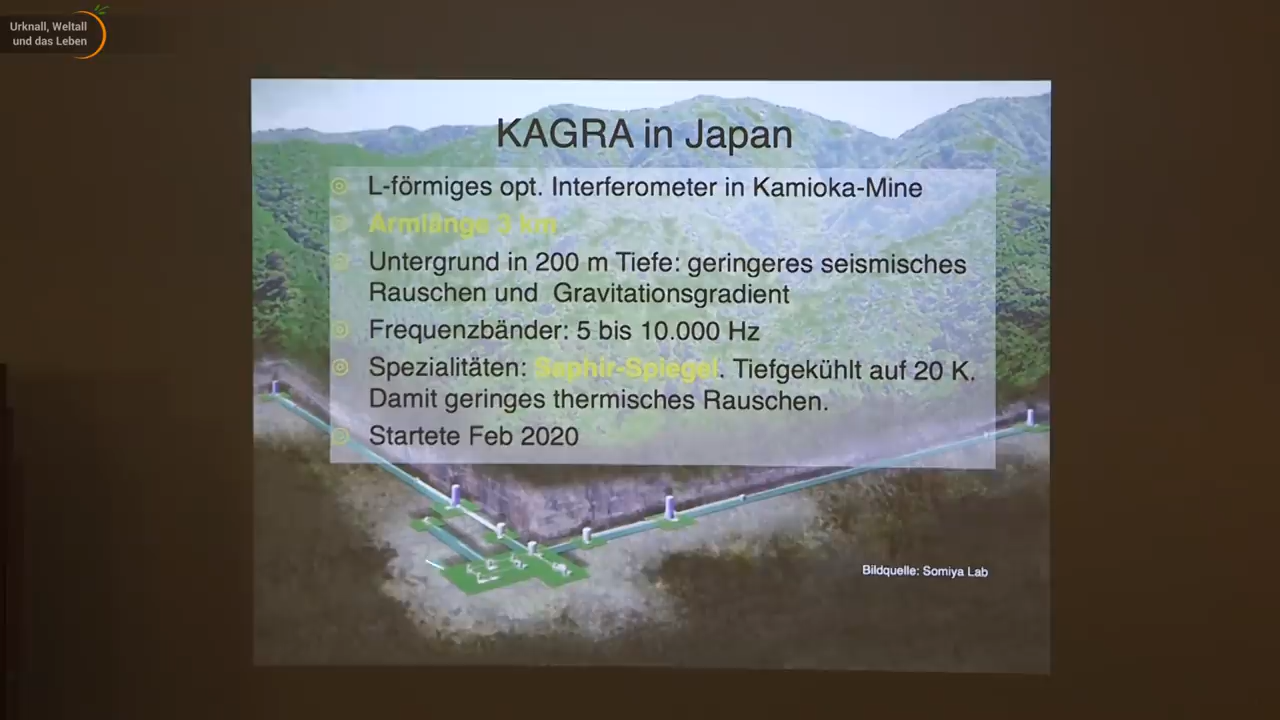 Urknall, Weltall
und das Leben
KAGRA in Japan
L-förmiges opt. Interferometer in Kamioka-Mine
Armlänge 3 km
Untergrund in 200 m Tiefe: geringeres seismisches
Rauschen und Gravitationsgradient
Frequenzbänder: 5 bis 10.000 Hz
Spezialitäten: Saphir-Spiegel. Tiefgekühlt auf 20 K.
Damit geringes thermisches Rauschen.
Startete Feb 2020
Bildquelle: Somiya Lab